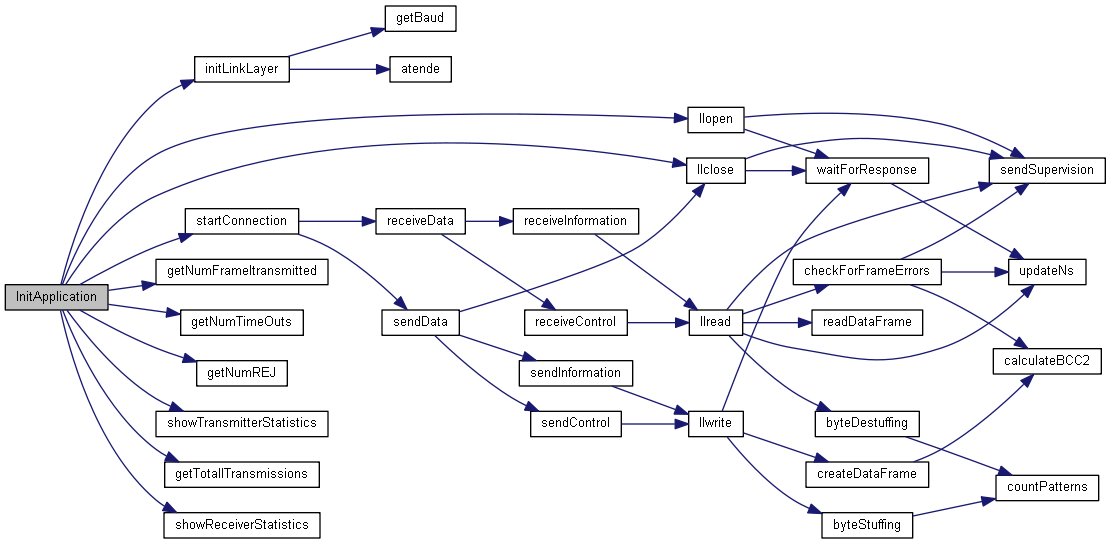 getBaud
initLinkLayer
atende
llopen
llclose
waitForResponse
sendSupervision
startConnection
receiveData
receiveInformation
getNumFrameItransmitted
checkForFrameErrors
updateNs
InitApplication
getNumTimeOuts
sendData
receiveControl
llread
readDataFrame
calculateBCC2
getNumREJ
sendInformation
showTransmitterStatistics
sendControl
llwrite
byteDestuffing
getTotalITransmissions
createDataFrame
countPatterns
showReceiverStatistics
byteStuffing